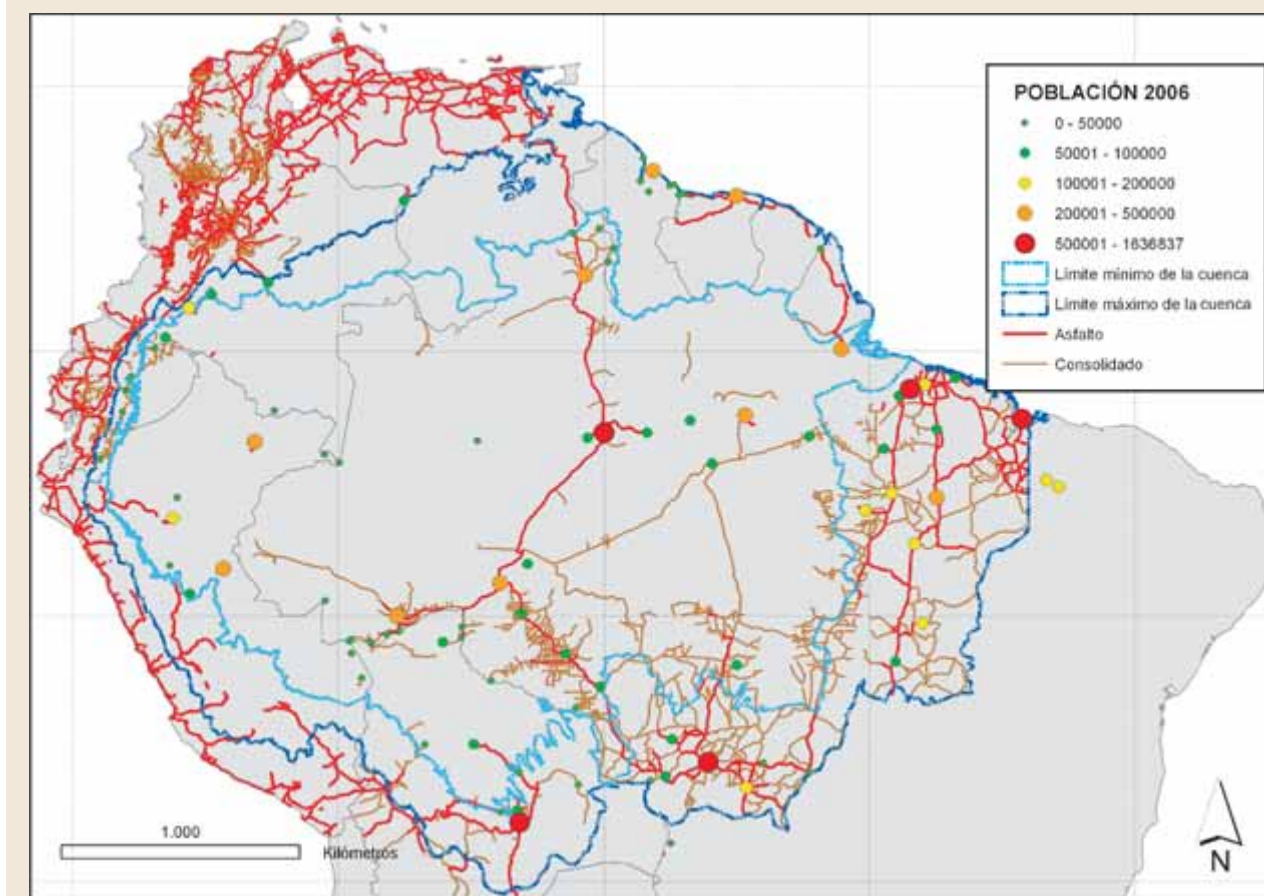 POBLACIÓN 2006
0 - 50000
50001 - 100000
100001 - 200000
200001 - 500000
500001 - 1636837
Límite mínimo de la cuenca
Límite máximo de la cuenca
Asfalto
Consolidado
1.000
Kilómetros
N